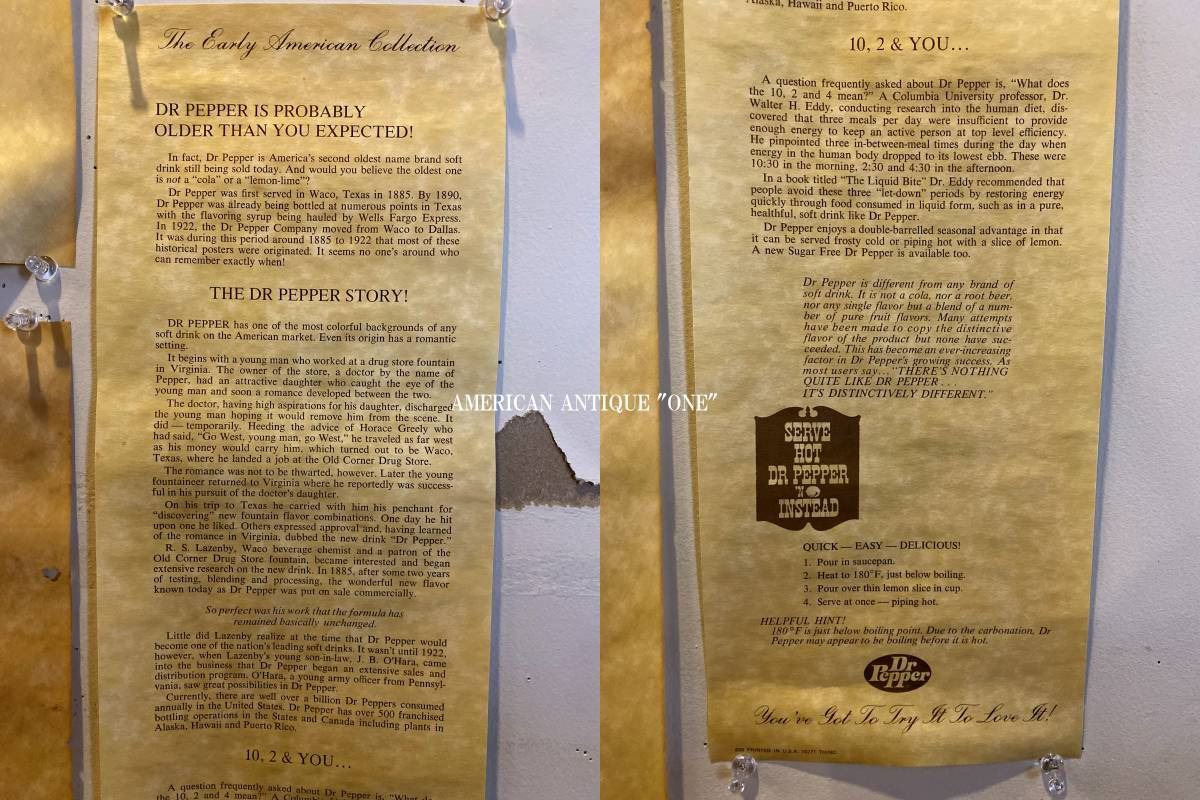 The Early American Collection
DR PEPPER IS PROBABLY
OLDER THAN YOU EXPECTED!
In fact, Dr Pepper is America's second oldest name brand soft
drink still being sold today. And would you believe the oldest one
is not a "cola" or a "lemon-lime"?
Dr Pepper was first served in Waco, Texas in 1885. By 1890,
Dr Pepper was already being bottled at numerous points in Texas
with the flavoring syrup being hauled by Wells Fargo Express.
In 1922, the Dr Pepper Company moved from Waco to Dallas.
It was during this period around 1885 to 1922 that most of these
historical posters were originated. It seems no one's around who
can remember exactly when!
THE DR PEPPER STORY!
DR PEPPER has one of the most colorful backgrounds of any
soft drink on the American market. Even its origin has a romantic
setting.
It begins with a young man who worked at a drug store fountain
in Virginia. The owner of the store, a doctor by the name of
Pepper, had an attractive daughter who caught the eye of the
young man and soon a romance developed between the two.
The doctor, having high aspirations for his daughter, discharged
the young man hoping it would remove him from the scene. It
did — temporarily. Heeding the advice of Horace Greely who
had said, "Go West, young man, go West," he traveled as far west
as his money would carry him, which turned out to be Waco,
Texas, where he landed a job at the Old Corner Drug Store.
The romance was not to be thwarted, however. Later the young
fountaineer returned to Virginia where he reportedly was success-
ful in his pursuit of the doctor's daughter.
On his trip to Texas he carried with him his penchant for
"discovering" new fountain flavor combinations. One day he hit
upon one he liked. Others expressed approval and, having learned
of the romance in Virginia, dubbed the new drink "Dr Pepper."
R. S. Lazenby, Waco beverage chemist and a patron of the
Old Corner Drug Store fountain, became interested and began
extensive research on the new drink. In 1885, after some two years
of testing, blending and processing, the wonderful new flavor
known today as Dr Pepper was put on sale commercially.
So perfect was his work that the formula has
remained basically unchanged.
Little did Lazenby realize at the time that Dr Pepper would
become one of the nation's leading soft drinks. It wasn't until 1922,
however, when Lazenby's young son-in-law, J. B. O'Hara, came
into the business that Dr Pepper began an extensive sales and
distribution program. O'Hara, a young army officer from Pennsyl-
vania, saw great possibilities in Dr Pepper.
Currently, there are well over a billion Dr Peppers consumed
annually in the United States. Dr Pepper has over 500 franchised
bottling operations in the States and Canada including plants in
Alaska, Hawaii and Puerto Rico.
10, 2 & YOU...
A question frequently asked about Dr Pepper is, "What do
the 10, 2 and 4 mean?" A Columbia Univers
AMERICAN ANTIQUE "ONE"
Alaska, Hawaii and Puerto Rico.
10, 2 & YOU...
A question frequently asked about Dr Pepper is, "What does
the 10, 2 and 4 mean?" A Columbia University professor, Dr.
Walter H. Eddy, conducting research into the human diet, dis-
covered that three meals per day were insufficient to provide
enough energy to keep an active person at top level efficiency.
He pinpointed three in-between-meal times during the day when
energy in the human body dropped to its lowest ebb. These were
10:30 in the morning, 2:30 and 4:30 in the afternoon.
In a book titled "The Liquid Bite" Dr. Eddy recommended that
people avoid these three "let-down" periods by restoring energy
quickly through food consumed in liquid form, such as in a pure,
healthful, soft drink like Dr Pepper.
Dr Pepper enjoys a double-barrelled seasonal advantage in that
it can be served frosty cold or piping hot with a slice of lemon.
A new Sugar Free Dr Pepper is available too.
Dr Pepper is different from any brand of
soft drink. It is not a cola, nor a root beer,
nor any single flavor but a blend of a num-
ber of pure fruit flavors. Many attempts
have been made to copy the distinctive
flavor of the product but none have suc-
ceeded. This has become an ever-increasing
factor in Dr Pepper's growing success. As
most users say... "THERE'S NOTHING
QUITE LIKE DR PEPPER . .
IT'S DISTINCTIVELY DIFFERENT."
SERVE
HOT
DR PEPPER
'N
INSTEAD
QUICK — EASY — DELICIOUS!
1. Pour in saucepan.
2. Heat to 180°F, just below boiling.
3. Pour over thin lemon slice in cup.
4. Serve at once — piping hot.
HELPFUL HINT!
180°F is just below boiling point. Due to the carbonation, Dr
Pepper may appear to be boiling before it is hot.
Dr
Pepper
You've Got To Try It To Love It!
PRINTED IN U.S.A.